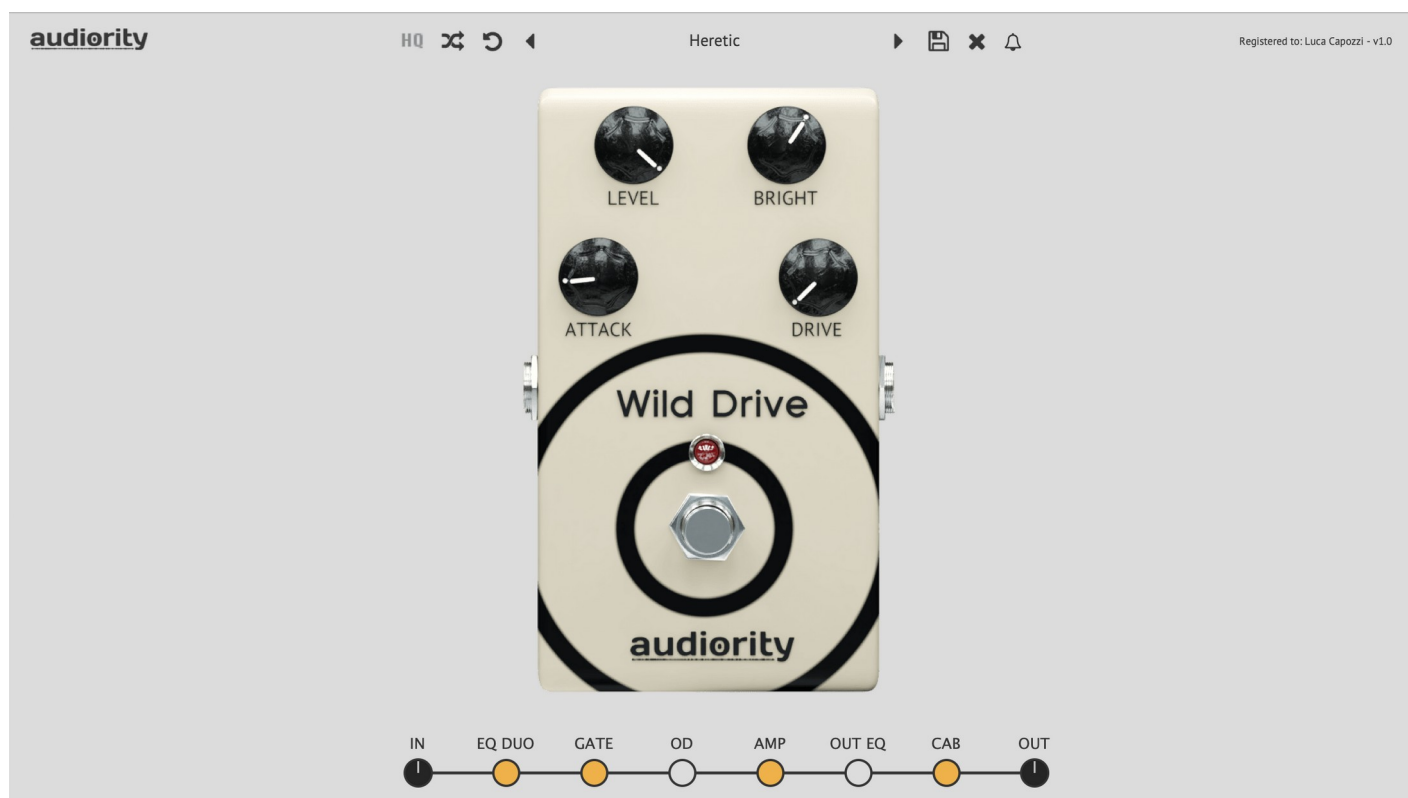 audiority
HQ
Heretic
Registered to: Luca Capozzi - v1.0
LEVEL
BRIGHT
ATTACK
DRIVE
Wild Drive
audiority
IN
EQ DUO
GATE
OD
AMP
OUT EQ
CAB
OUT